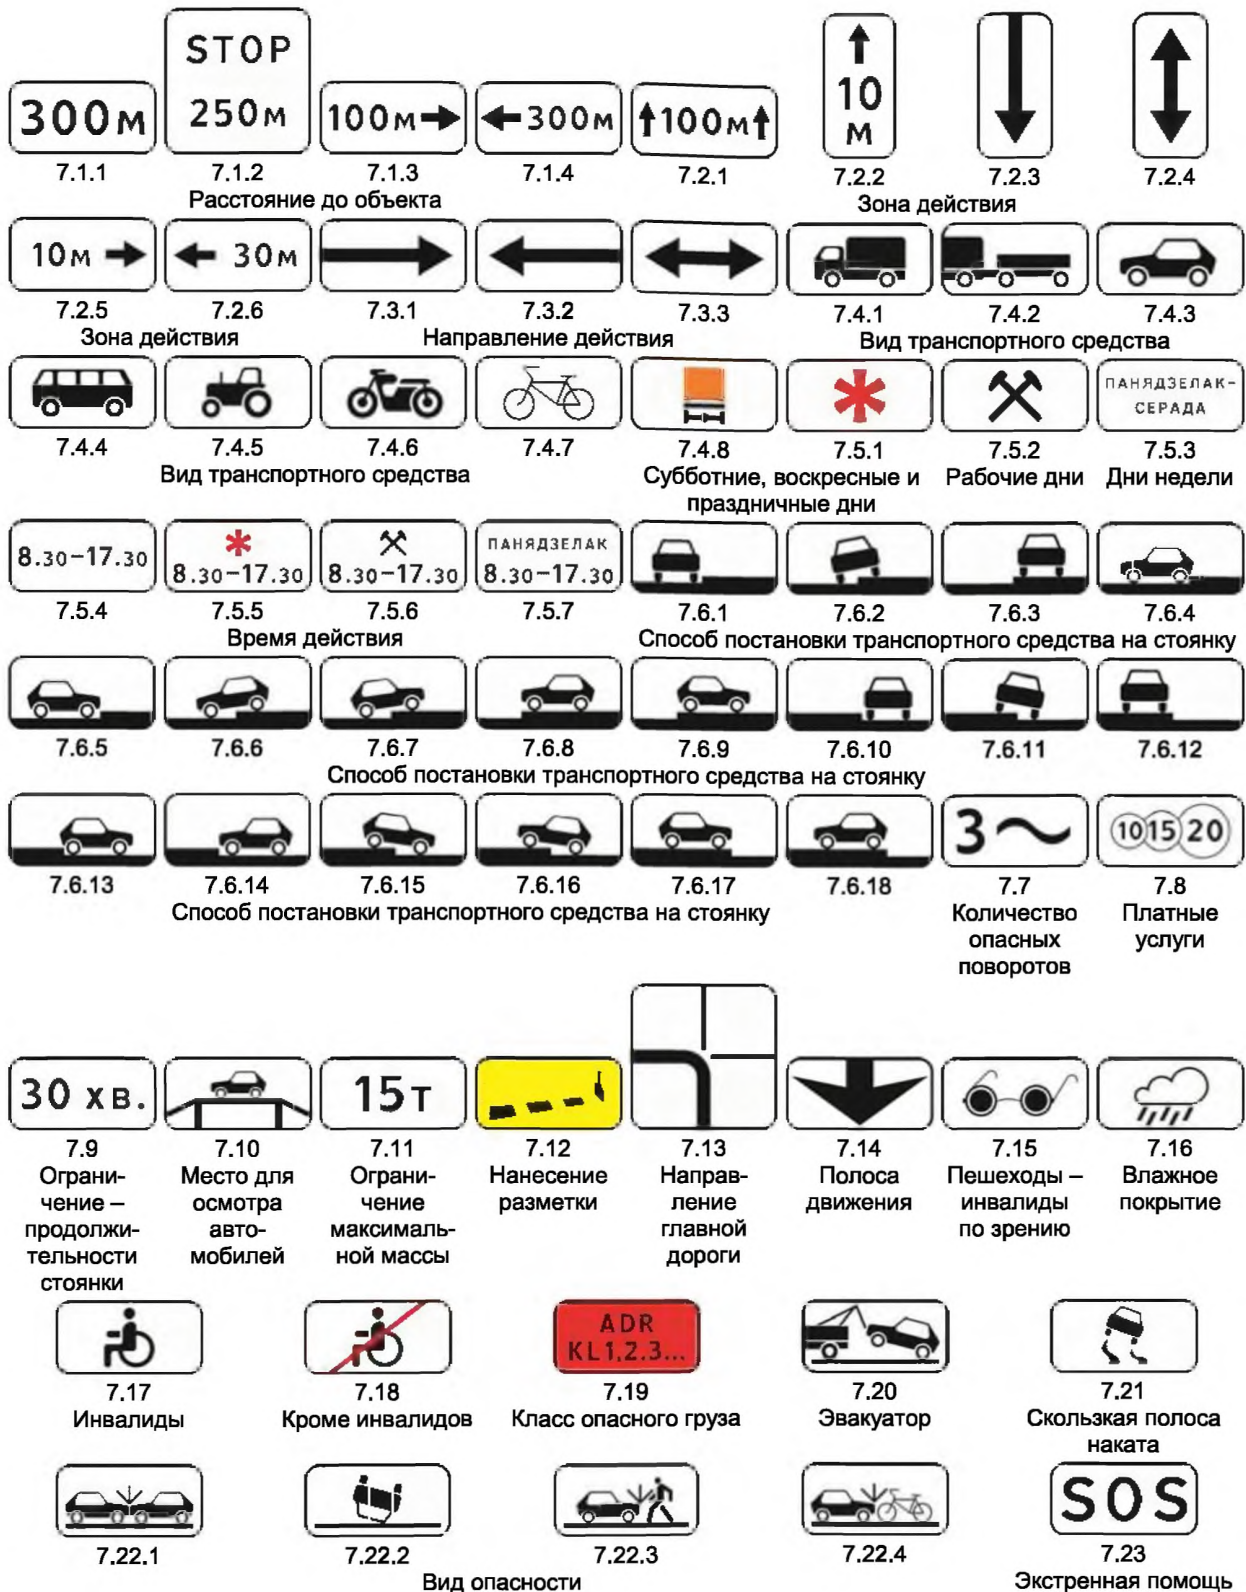 STOP
300м 250м 100м 300м 100м 10 м
7.1.1 7.1.2 7.1.3 7.1.4 7.2.1 7.2.2 7.2.3 7.2.4
Расстояние до объекта Зона действия
10м 30м
7.2.5 7.2.6 7.3.1 7.3.2 7.3.3 7.4.1 7.4.2 7.4.3
Зона действия Направление действия Вид транспортного средства
ПАНЯДЗЕЛАК-
СЕРАДА
7.4.4 7.4.5 7.4.6 7.4.7 7.4.8 7.5.1 7.5.2 7.5.3
Вид транспортного средства Субботние, воскресные и Рабочие дни Дни недели
праздничные дни
ПАНЯДЗЕЛАК
8.30–17.30 8.30–17.30 8.30–17.30 8.30–17.30
7.5.4 7.5.5 7.5.6 7.5.7 7.6.1 7.6.2 7.6.3 7.6.4
Время действия Способ постановки транспортного средства на стоянку
7.6.5 7.6.6 7.6.7 7.6.8 7.6.9 7.6.10 7.6.11 7.6.12
Способ постановки транспортного средства на стоянку
3 10 15 20
7.6.13 7.6.14 7.6.15 7.6.16 7.6.17 7.6.18 7.7 7.8
Способ постановки транспортного средства на стоянку Количество Платные
опасных услуги
поворотов
30 хв. 15т
7.9 7.10 7.11 7.12 7.13 7.14 7.15 7.16
Ограни- Место для Ограни- Нанесение Направ- Полоса Пешеходы – Влажное
чение – осмотра чение разметки ление движения инвалиды покрытие
продолжи- авто- максималь- главной по зрению
тельности мобилей ной массы дороги
стоянки
ADR
KL1,2.3...
7.17 7.18 7.19 7.20 7.21
Инвалиды Кроме инвалидов Класс опасного груза Эвакуатор Скользкая полоса
наката
SOS
7.22.1 7.22.2 7.22.3 7.22.4 7.23
Вид опасности Экстренная помощь